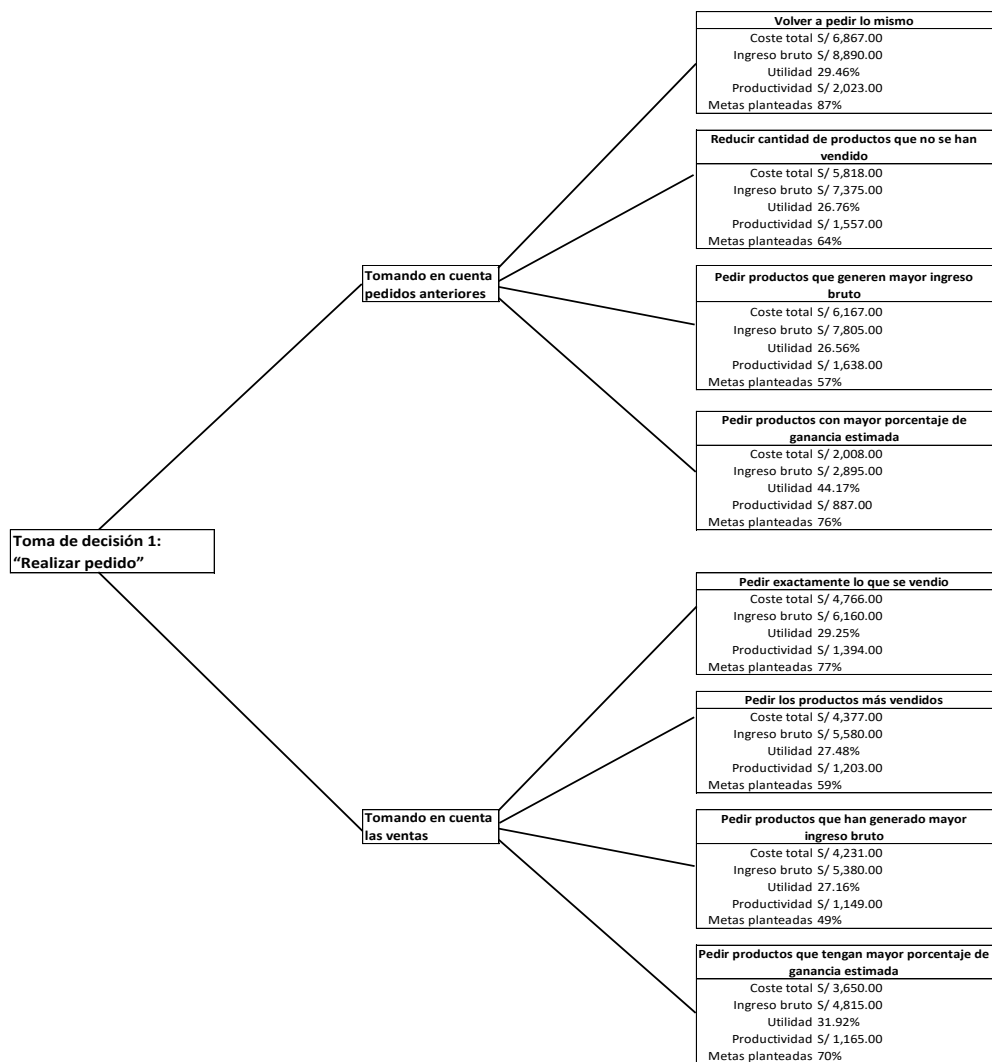 Volver a pedir lo mismo
Coste total S/ 6,867.00
Ingreso bruto S/ 8,890.00
Utilidad 29.46%
Productividad S/ 2,023.00
Metas planteadas 87%
Reducir cantidad de productos que no se han
vendido
Coste total S/ 5,818.00
Ingreso bruto S/ 7,375.00
Utilidad 26.76%
Productividad S/ 1,557.00
Metas planteadas 64%
Tomando en cuenta
pedidos anteriores
Pedir productos que generen mayor ingreso
bruto
Coste total S/ 6,167.00
Ingreso bruto S/ 7,805.00
Utilidad 26.56%
Productividad S/ 1,638.00
Metas planteadas 57%
Pedir productos con mayor porcentaje de
ganancia estimada
Coste total S/ 2,008.00
Ingreso bruto S/ 2,895.00
Utilidad 44.17%
Productividad S/ 887.00
Metas planteadas 76%
Toma de decisión 1:
“Realizar pedido”
Pedir exactamente lo que se vendio
Coste total S/ 4,766.00
Ingreso bruto S/ 6,160.00
Utilidad 29.25%
Productividad S/ 1,394.00
Metas planteadas 77%
Pedir los productos más vendidos
Coste total S/ 4,377.00
Ingreso bruto S/ 5,580.00
Utilidad 27.48%
Productividad S/ 1,203.00
Metas planteadas 59%
Tomando en cuenta
las ventas
Pedir productos que han generado mayor
ingreso bruto
Coste total S/ 4,231.00
Ingreso bruto S/ 5,380.00
Utilidad 27.16%
Productividad S/ 1,149.00
Metas planteadas 49%
Pedir productos que tengan mayor porcentaje de
ganancia estimada
Coste total S/ 3,650.00
Ingreso bruto S/ 4,815.00
Utilidad 31.92%
Productividad S/ 1,165.00
Metas planteadas 70%